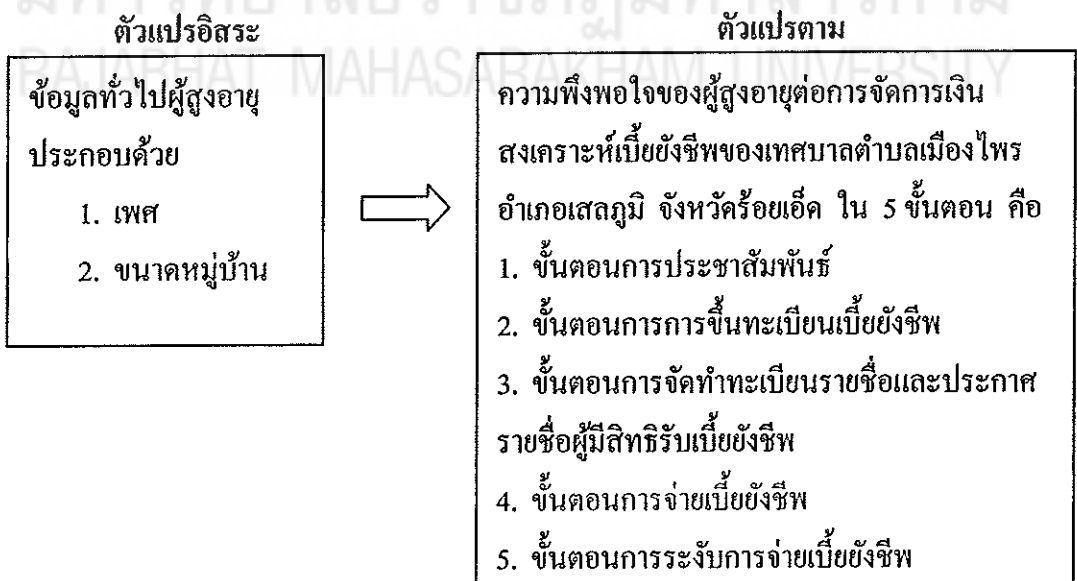 ตัวแปรอิสระ
ข้อมูลทั่วไปผู้สูงอายุ
ประกอบด้วย
1. เพศ
2. ขนาดหมู่บ้าน
ตัวแปรตาม
ความพึงพอใจของผู้สูงอายุต่อการจัดการเงิน
สงเคราะห์เบี้ยยังชีพของเทศบาลตำบลเมืองไพร
อำเภอเสลภูมิ จังหวัดร้อยเอ็ด ใน 5 ขั้นตอน คือ
1. ขั้นตอนการประชาสัมพันธ์
2. ขั้นตอนการการขึ้นทะเบียนเบี้ยยังชีพ
3. ขั้นตอนการจัดทำทะเบียนรายชื่อและประกาศ
รายชื่อผู้มีสิทธิรับเบี้ยยังชีพ
4. ขั้นตอนการจ่ายเบี้ยยังชีพ
5. ขั้นตอนการระงับการจ่ายเบี้ยยังชีพ
RAJABHAT MAHASARAKHAM UNIVERSITY